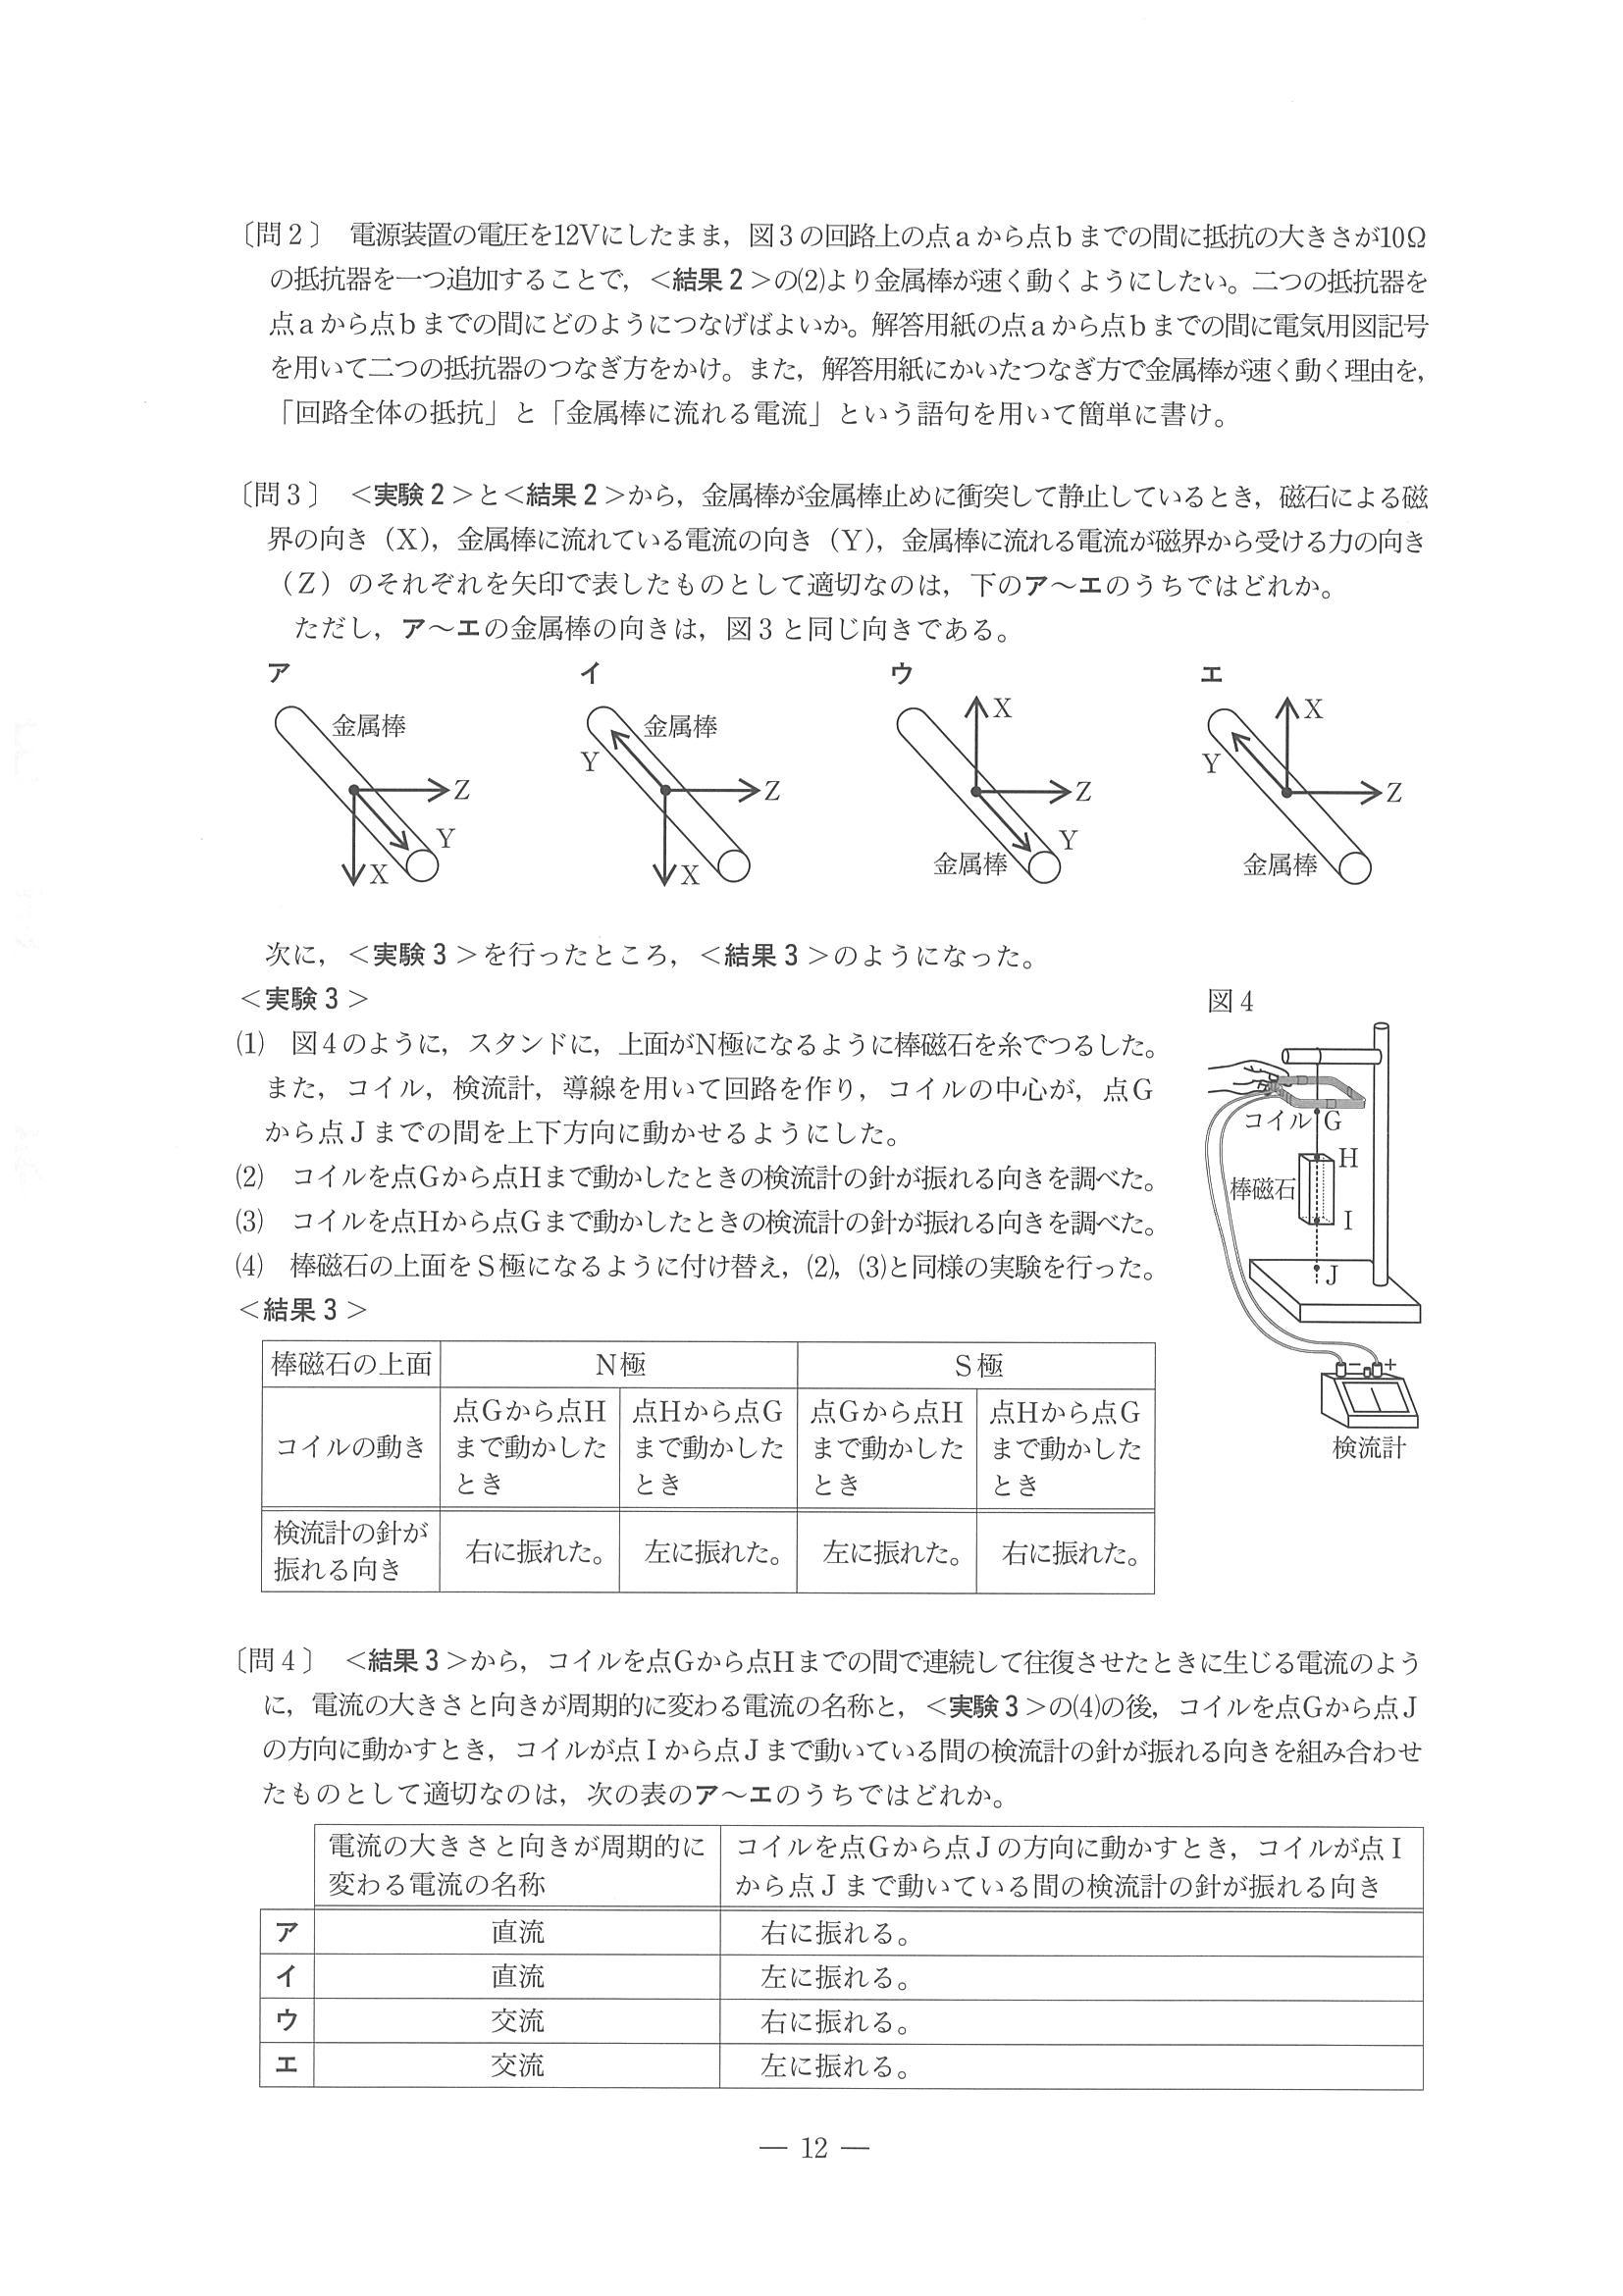 〔問２〕　電源装置の電圧を12Vにしたまま，図３の回路上の点ａから点ｂまでの間に抵抗の大きさが10Ω
の抵抗器を一つ追加することで，＜結果２＞の(2)より金属棒が速く動くようにしたい。二つの抵抗器を
点ａから点ｂまでの間にどのようにつなげばよいか。解答用紙の点ａから点ｂまでの間に電気用図記号
を用いて二つの抵抗器のつなぎ方をかけ。また，解答用紙にかいたつなぎ方で金属棒が速く動く理由を，
「回路全体の抵抗」と「金属棒に流れる電流」という語句を用いて簡単に書け。
〔問３〕　＜実験２＞と＜結果２＞から，金属棒が金属棒止めに衝突して静止しているとき，磁石による磁
界の向き（Ｘ），金属棒に流れている電流の向き（Ｙ），金属棒に流れる電流が磁界から受ける力の向き
（Ｚ）のそれぞれを矢印で表したものとして適切なのは，下のア～エのうちではどれか。
ただし，ア～エの金属棒の向きは，図３と同じ向きである。
ア　イ　ウ　エ
金属棒　Z　Y　X
金属棒　Y　Z　X
X　Z　Y　金属棒
X　Y　Z　金属棒
次に，＜実験３＞を行ったところ，＜結果３＞のようになった。
＜実験３＞
(1)　図４のように，スタンドに，上面がN極になるように棒磁石を糸でつるした。
また，コイル，検流計，導線を用いて回路を作り，コイルの中心が，点G
から点Ｊまでの間を上下方向に動かせるようにした。
(2)　コイルを点Gから点Hまで動かしたときの検流計の針が振れる向きを調べた。
(3)　コイルを点Hから点Gまで動かしたときの検流計の針が振れる向きを調べた。
(4)　棒磁石の上面をＳ極になるように付け替え，(2)，(3)と同様の実験を行った。
図４
コイル　G
H
棒磁石
I
J
−　+
検流計
＜結果３＞
棒磁石の上面　N極　S極
コイルの動き　点Gから点Hまで動かしたとき　点Hから点Gまで動かしたとき　点Gから点Hまで動かしたとき　点Hから点Gまで動かしたとき
検流計の針が振れる向き　右に振れた。　左に振れた。　左に振れた。　右に振れた。
〔問４〕　＜結果３＞から，コイルを点Gから点Hまでの間で連続して往復させたときに生じる電流のよう
に，電流の大きさと向きが周期的に変わる電流の名称と，＜実験３＞の(4)の後，コイルを点Gから点Ｊ
の方向に動かすとき，コイルが点Ｉから点Ｊまで動いている間の検流計の針が振れる向きを組み合わせ
たものとして適切なのは，次の表のア～エのうちではどれか。
電流の大きさと向きが周期的に変わる電流の名称　コイルを点Gから点Ｊの方向に動かすとき，コイルが点Ｉから点Ｊまで動いている間の検流計の針が振れる向き
ア　直流　右に振れる。
イ　直流　左に振れる。
ウ　交流　右に振れる。
エ　交流　左に振れる。
— 12 —